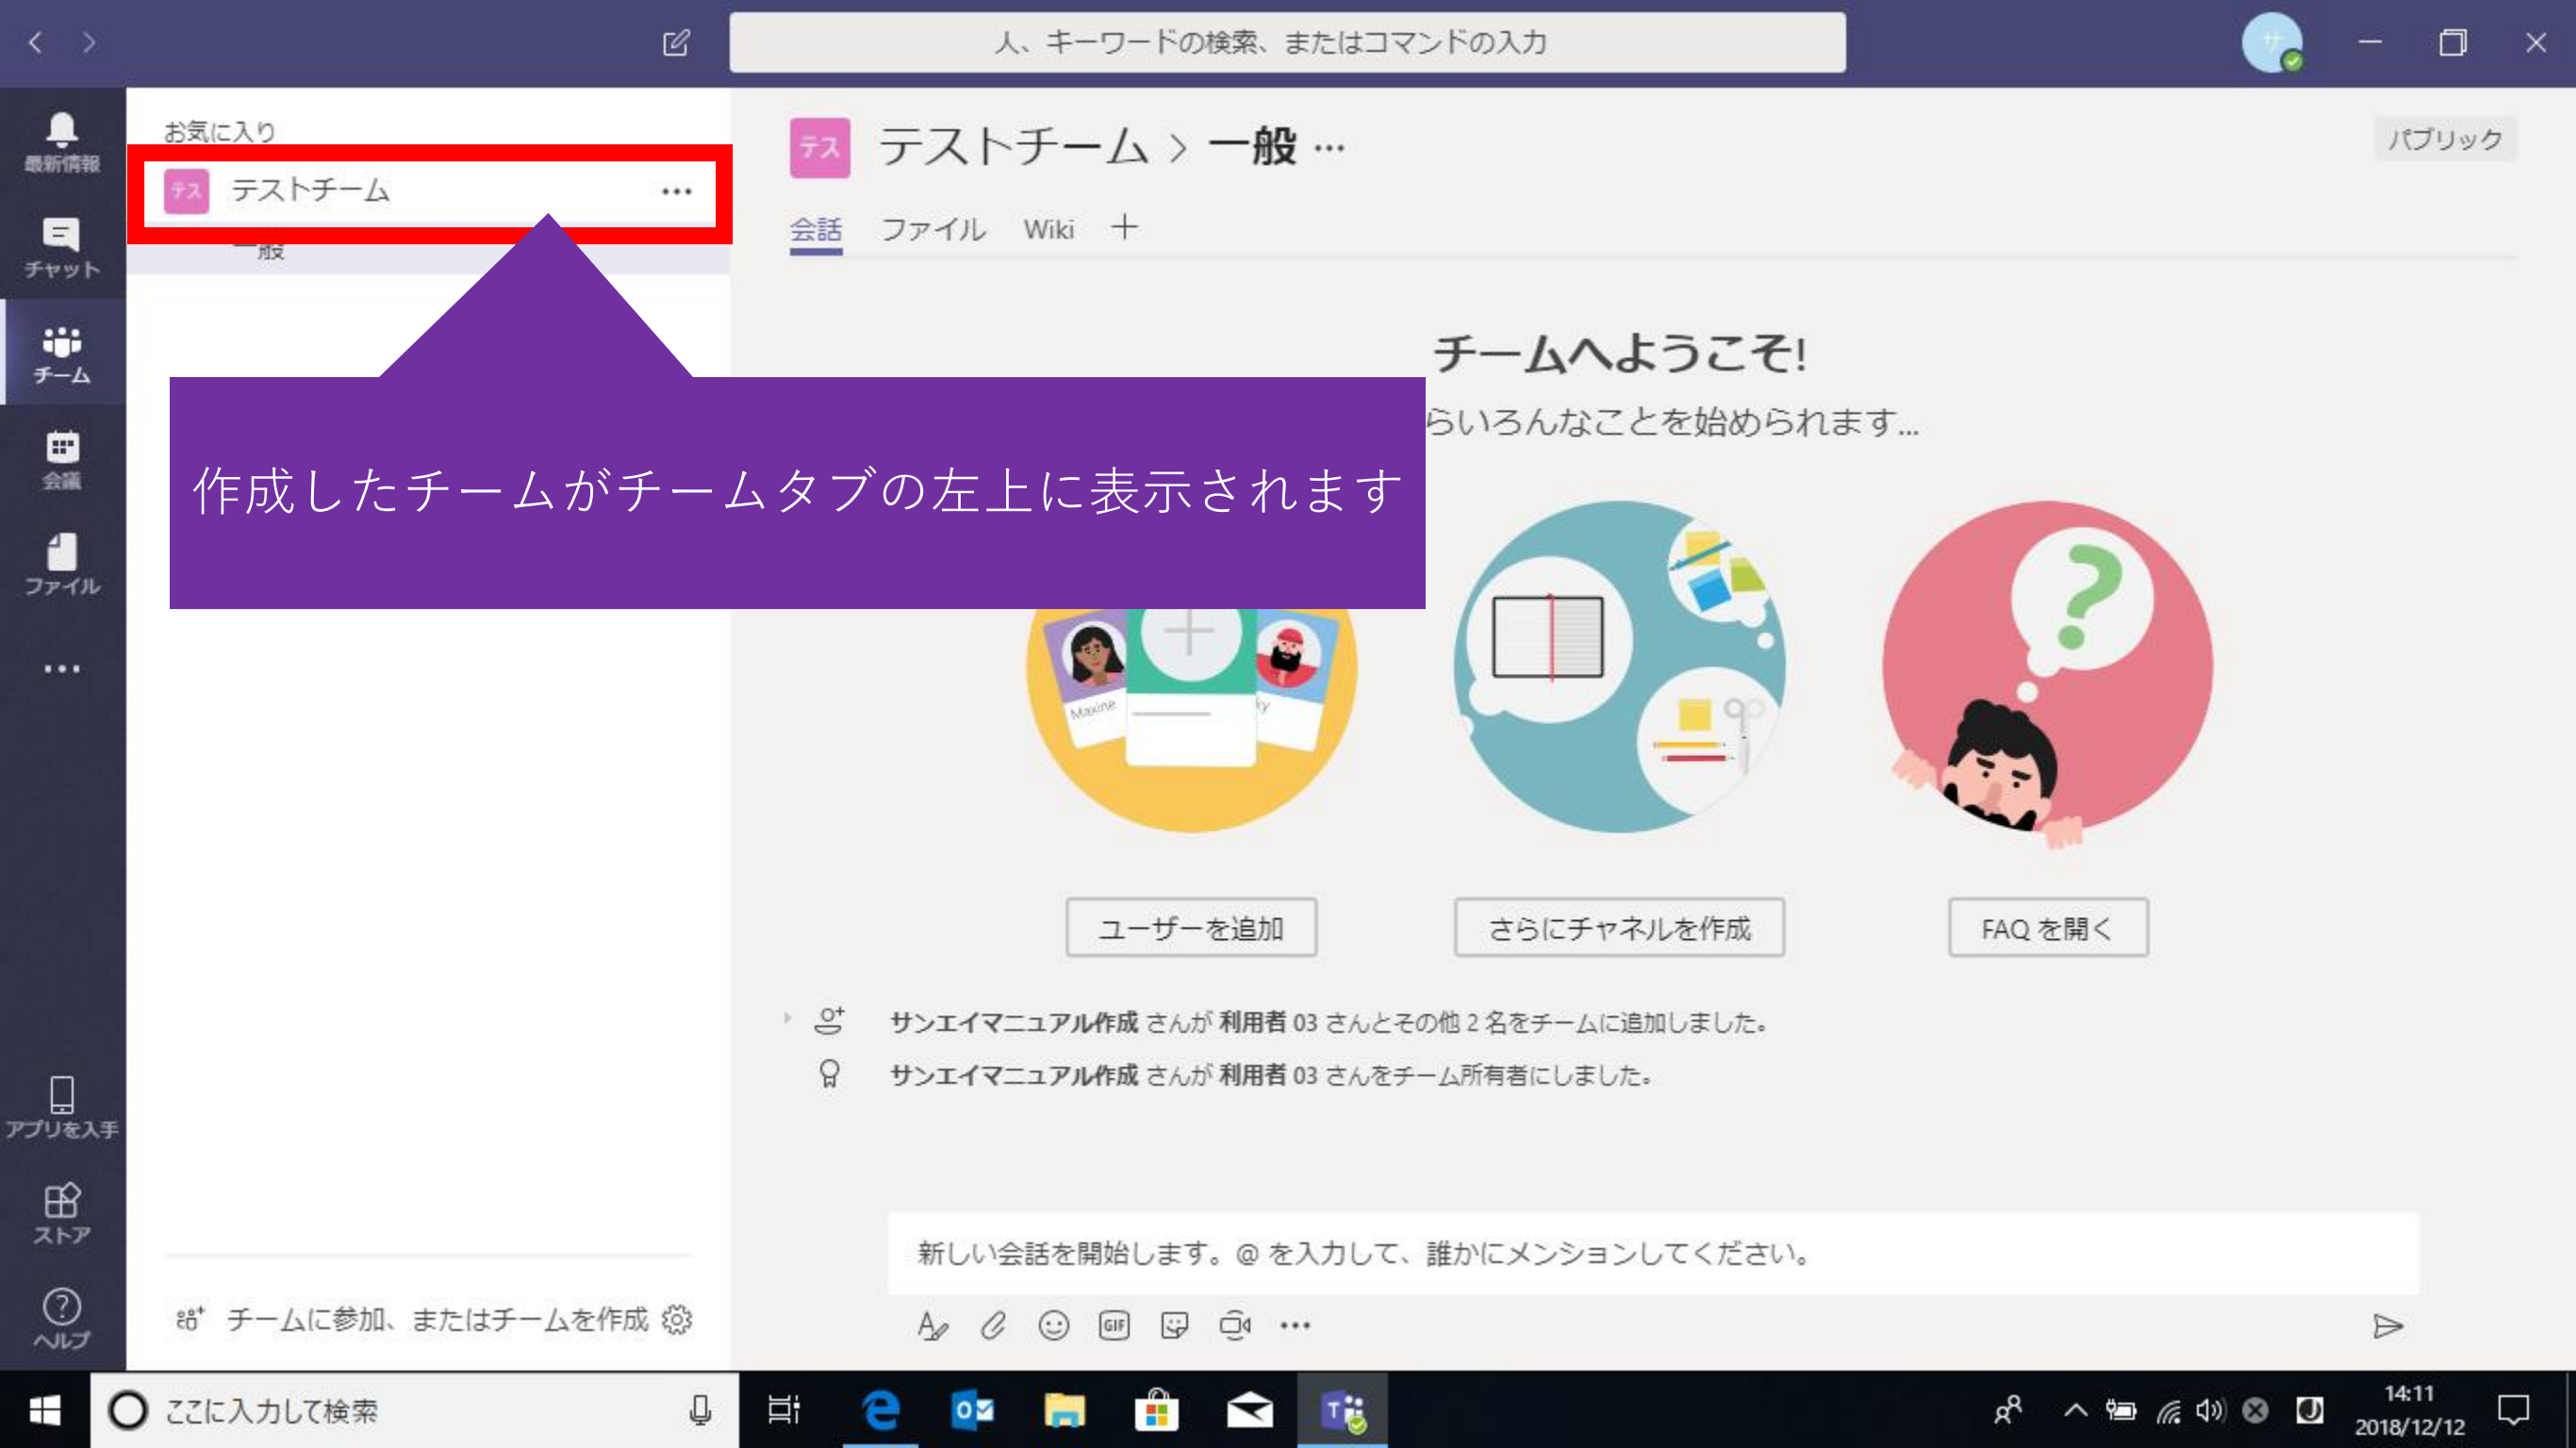 人、キーワードの検索、またはコマンドの入力
サ
最新情報
チャット
チーム
会議
ファイル
アプリを入手
ストア
ヘルプ
お気に入り
テス テストチーム
一般
テス テストチーム > 一般 ...
パブリック
会話 ファイル Wiki
チームへようこそ!
らいろんなことを始められます...
作成したチームがチームタブの左上に表示されます
Maxine
ky
ユーザーを追加
さらにチャネルを作成
FAQ を開く
サンエイマニュアル作成 さんが 利用者 03 さんとその他 2 名をチームに追加しました。
サンエイマニュアル作成 さんが 利用者 03 さんをチーム所有者にしました。
新しい会話を開始します。@ を入力して、誰かにメンションしてください。
GIF
チームに参加、またはチームを作成
ここに入力して検索
14:11
2018/12/12